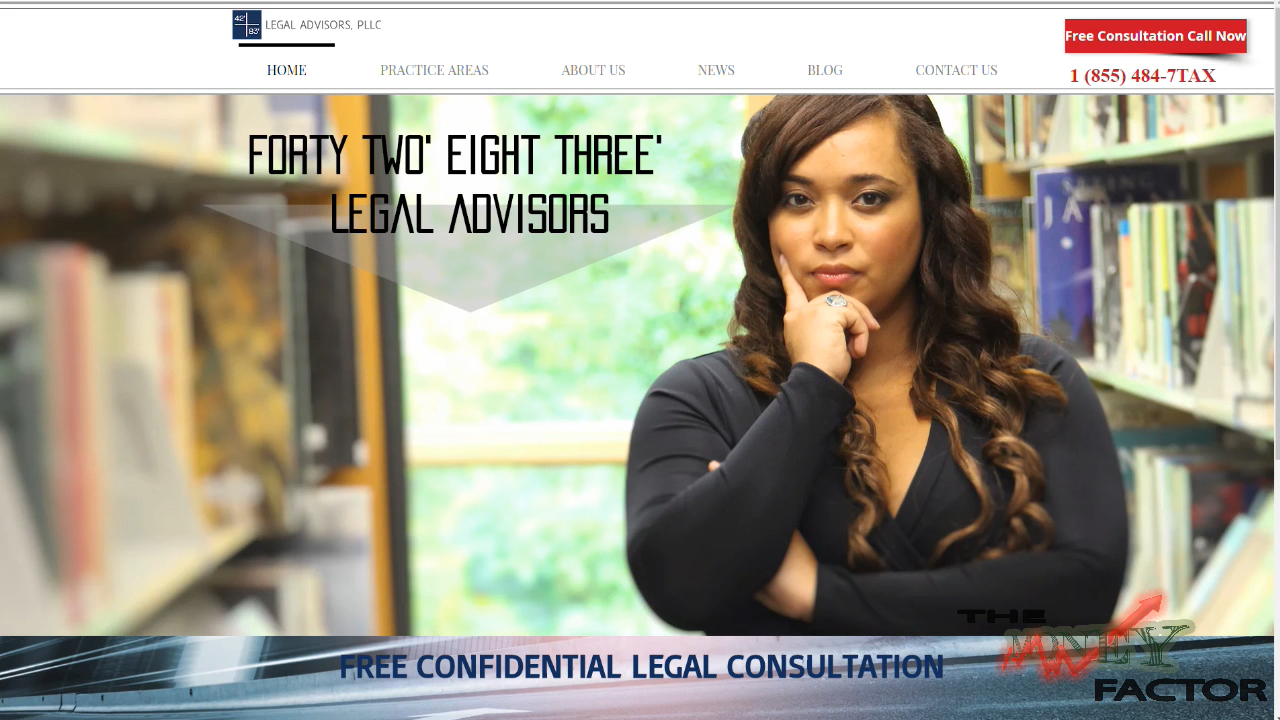 42'
83'
LEGAL ADVISORS, PLLC
Free Consultation Call Now
HOME
PRACTICE AREAS
ABOUT US
NEWS
BLOG
CONTACT US
1 (855) 484-7TAX
FORTY TWO' EIGHT THREE'
LEGAL ADVISORS
FREE CONFIDENTIAL LEGAL CONSULTATION
THE
MONEY
FACTOR